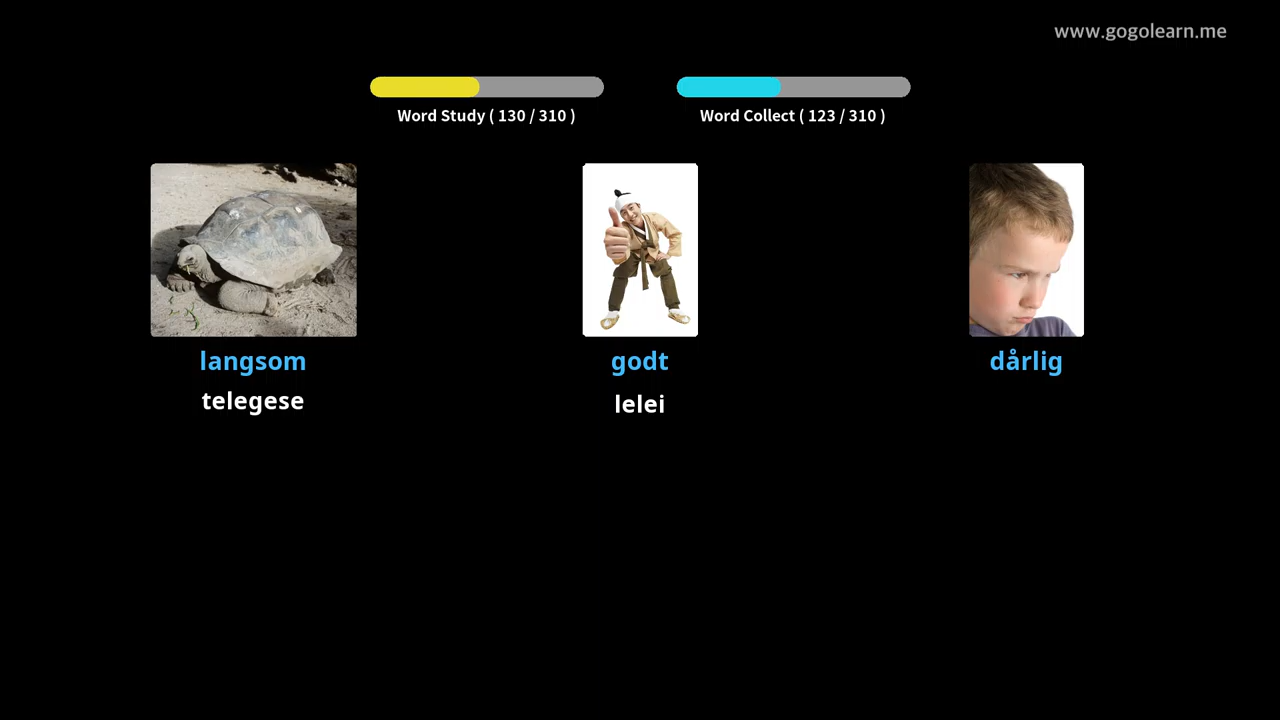 www.gogolearn.me
Word Study ( 130 / 310 )
Word Collect ( 123 / 310 )
langsom
godt
dårlig
telegese
lelei